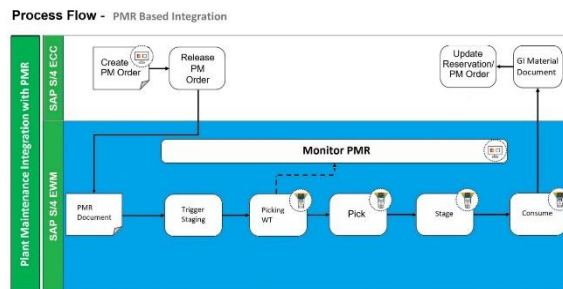 Process Flow - PMR Based Integration
Plant Maintenance Integration with PMR
SAP S/4 ECC
Create
PM Order
Release
PM
Order
Update
Reservation/
PM Order
GI Material
Document
SAP S/4 EWM
Monitor PMR
PMR
Document
Trigger
Staging
Picking
WT
Pick
Stage
Consume